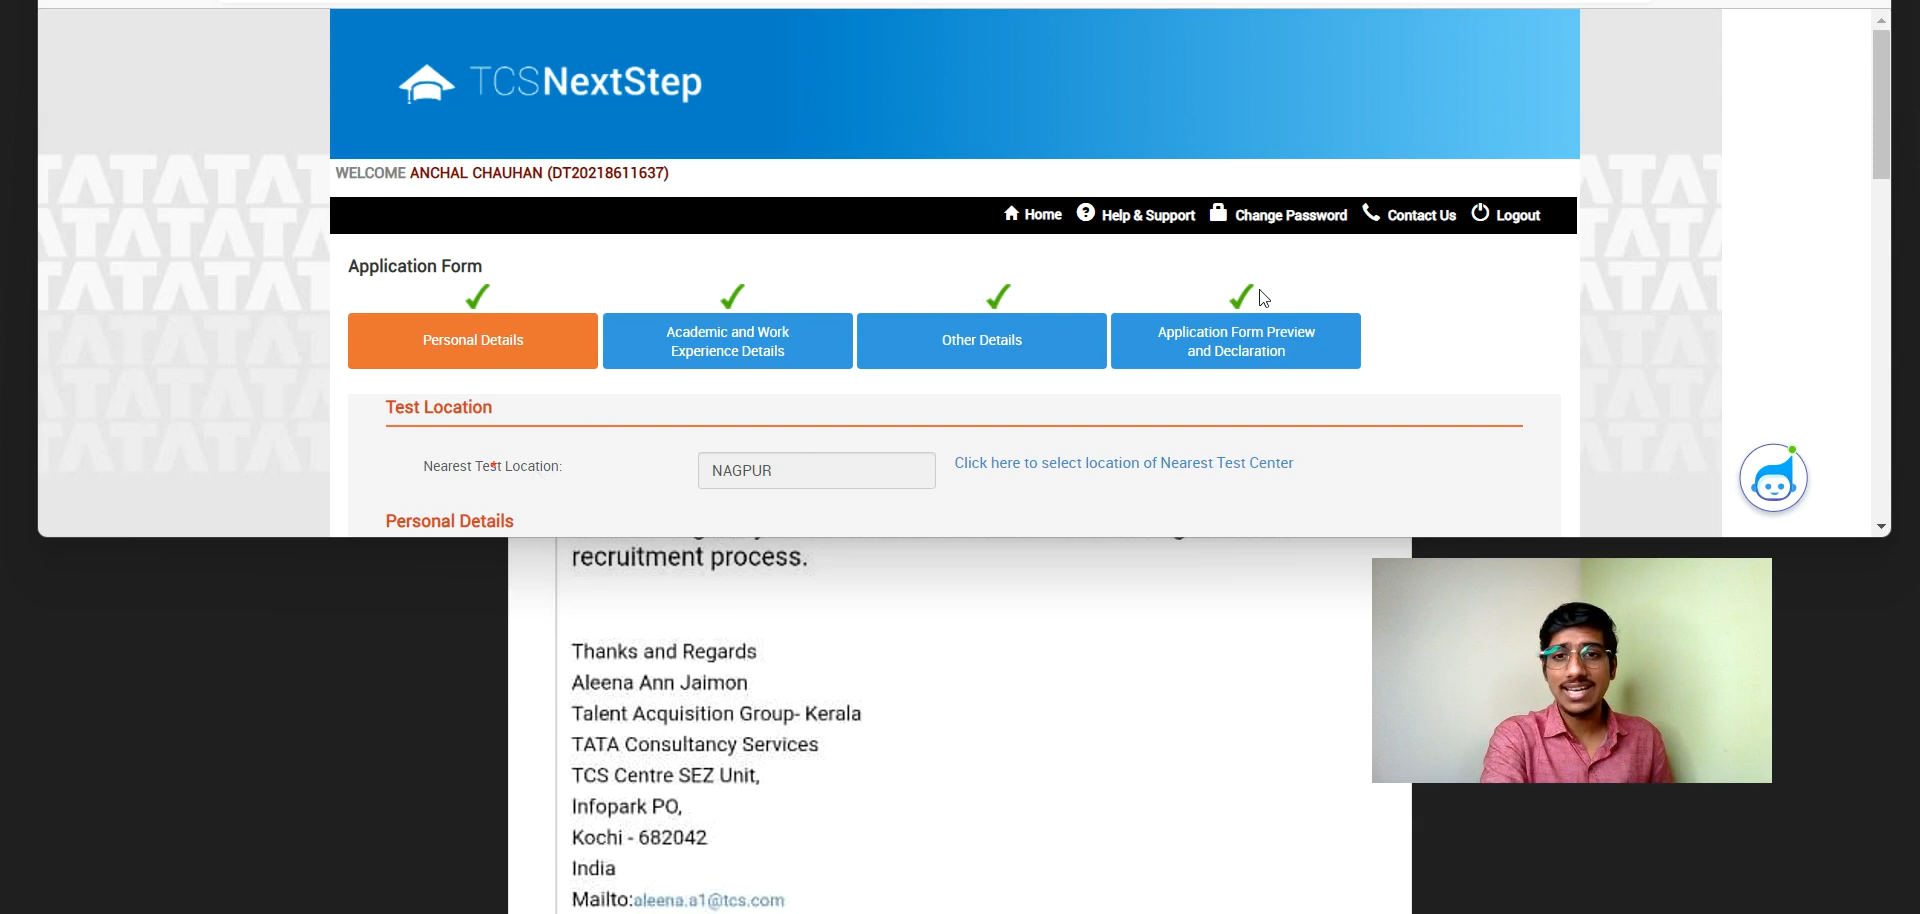 TCSNextStep
WELCOME ANCHAL CHAUHAN (DT20218611637)
Home Help & Support Change Password Contact Us Logout
Application Form
Personal Details
Academic and Work
Experience Details
Other Details
Application Form Preview
and Declaration
Test Location
Nearest Test Location:
NAGPUR
Click here to select location of Nearest Test Center
Personal Details
recruitment process.
Thanks and Regards
Aleena Ann Jaimon
Talent Acquisition Group- Kerala
TATA Consultancy Services
TCS Centre SEZ Unit,
Infopark PO,
Kochi - 682042
India
Mailto:aleena.a1@tcs.com